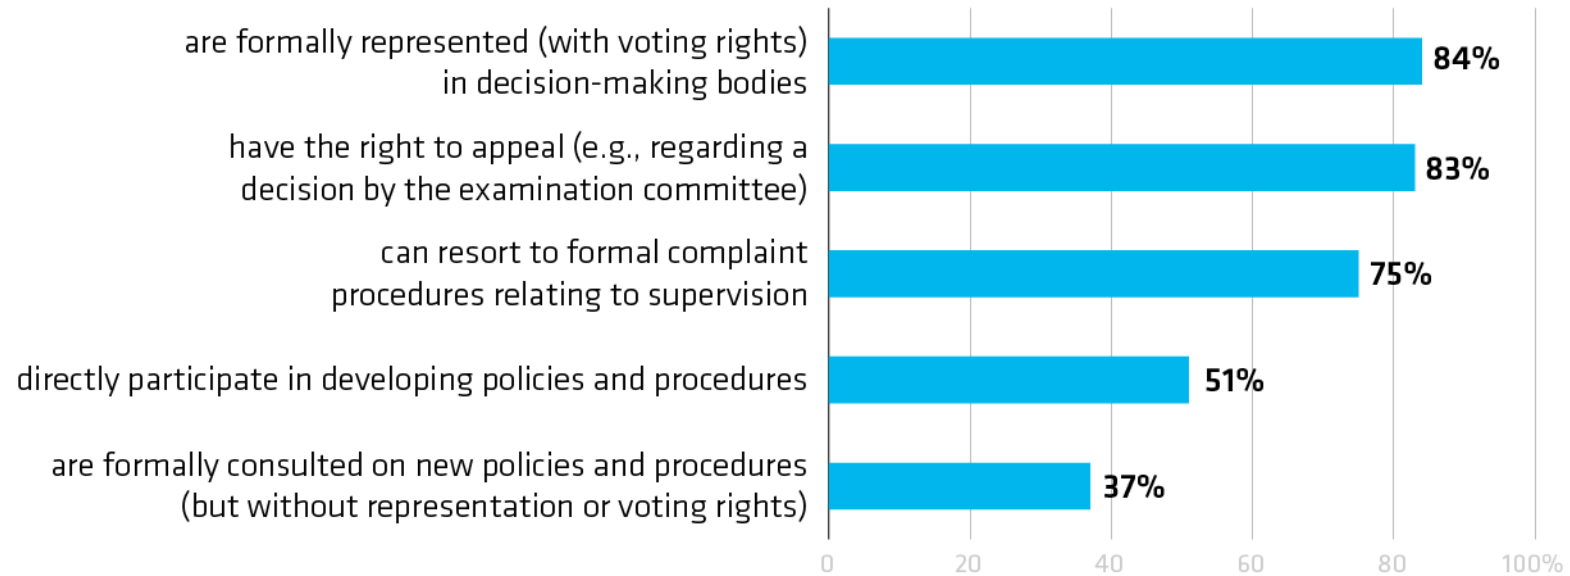 are formally represented (with voting rights)
in decision-making bodies
84%
have the right to appeal (e.g., regarding a
decision by the examination committee)
83%
can resort to formal complaint
procedures relating to supervision
75%
directly participate in developing policies and procedures
51%
are formally consulted on new policies and procedures
(but without representation or voting rights)
37%
0 20 40 60 80 100%